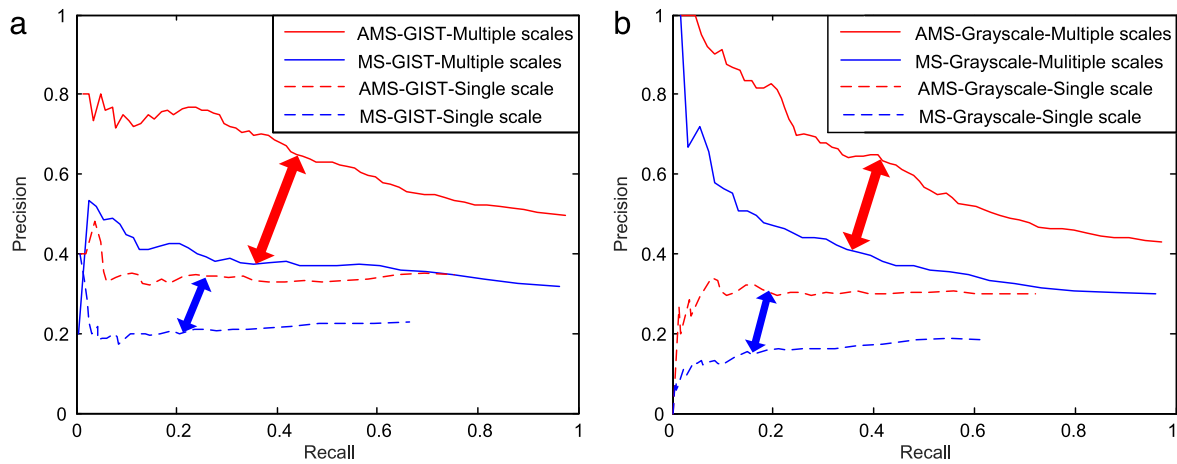 a
AMS-GIST-Multiple scales
MS-GIST-Multiple scales
AMS-GIST-Single scale
MS-GIST-Single scale
Precision
1
0.8
0.6
0.4
0.2
0
0
0.2
0.4
0.6
0.8
1
Recall
b
AMS-Grayscale-Multiple scales
MS-Grayscale-Mulitiple scales
AMS-Grayscale-Single scale
MS-Grayscale-Single scale
Precision
1
0.8
0.6
0.4
0.2
0
0
0.2
0.4
0.6
0.8
1
Recall